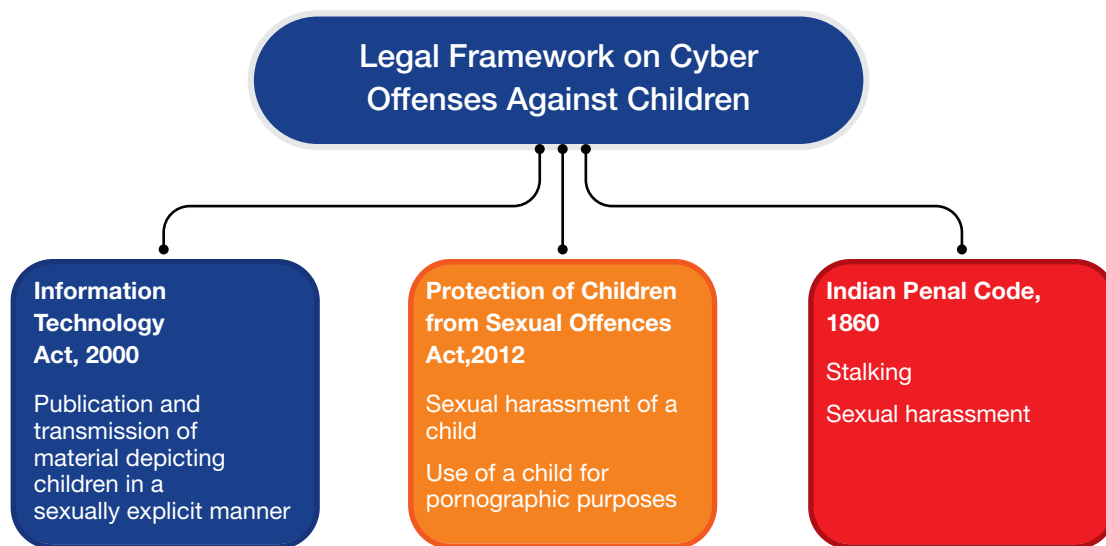 Legal Framework on Cyber
Offenses Against Children
Information
Technology
Act, 2000
Publication and
transmission of
material depicting
children in a
sexually explicit manner
Protection of Children
from Sexual Offences
Act,2012
Sexual harassment of a
child
Use of a child for
pornographic purposes
Indian Penal Code,
1860
Stalking
Sexual harassment